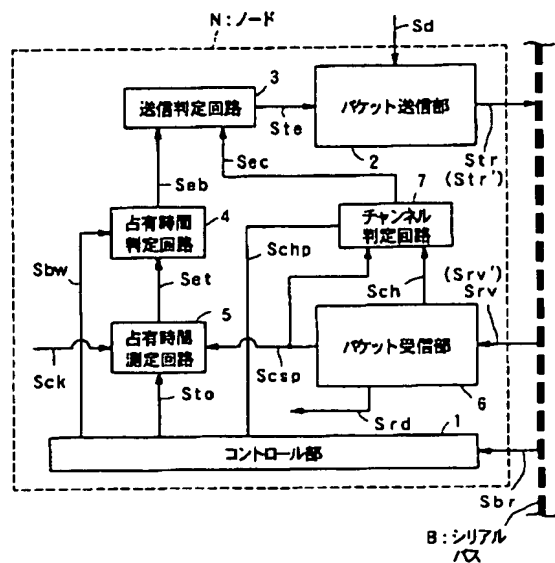 N:ノード
Sd
3
送信判定回路
Ste
パケット送信部
2
Str
(Str')
Seb
Sec
7
4
占有時間
判定回路
チャンネル
判定回路
Sbw
Schp
Set
Sch
(Srv')
Srv
5
占有時間
測定回路
パケット受信部
6
Sck
Scsp
Sto
Srd
1
コントロール部
Sbr
B:シリアル
バス